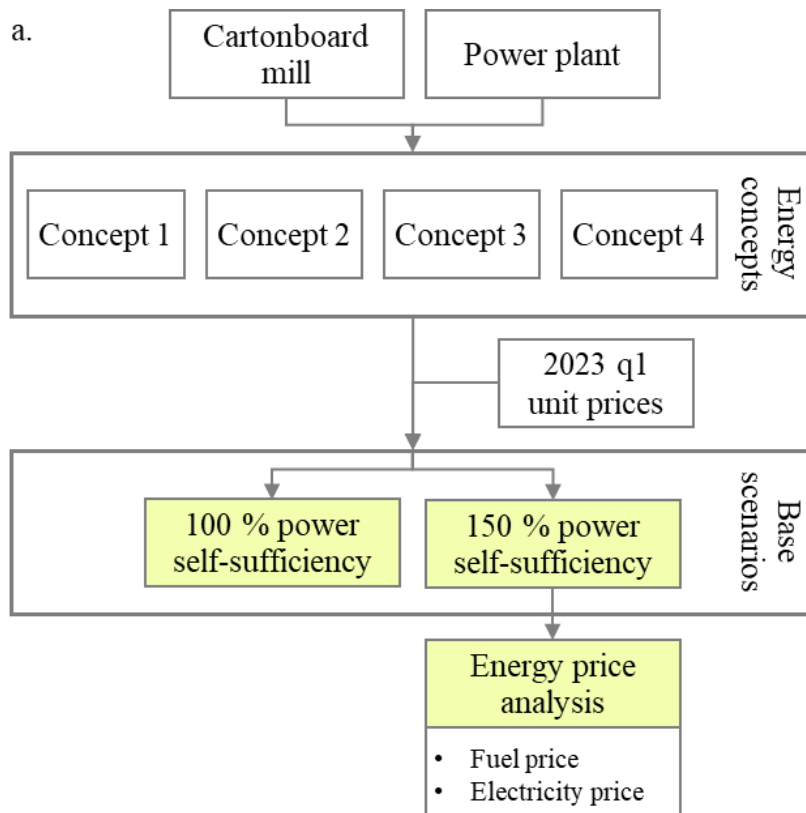 a.
Cartonboard
mill
Power plant
Energy
concepts
Concept 1
Concept 2
Concept 3
Concept 4
2023 q1
unit prices
Base
scenarios
100 % power
self-sufficiency
150 % power
self-sufficiency
Energy price
analysis
• Fuel price
• Electricity price